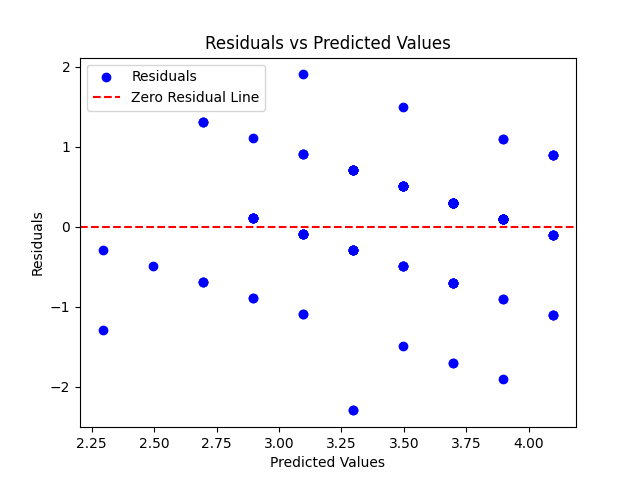 Residuals vs Predicted Values
Residuals
Zero Residual Line
2
1
0
−1
−2
Residuals
2.25 2.50 2.75 3.00 3.25 3.50 3.75 4.00
Predicted Values